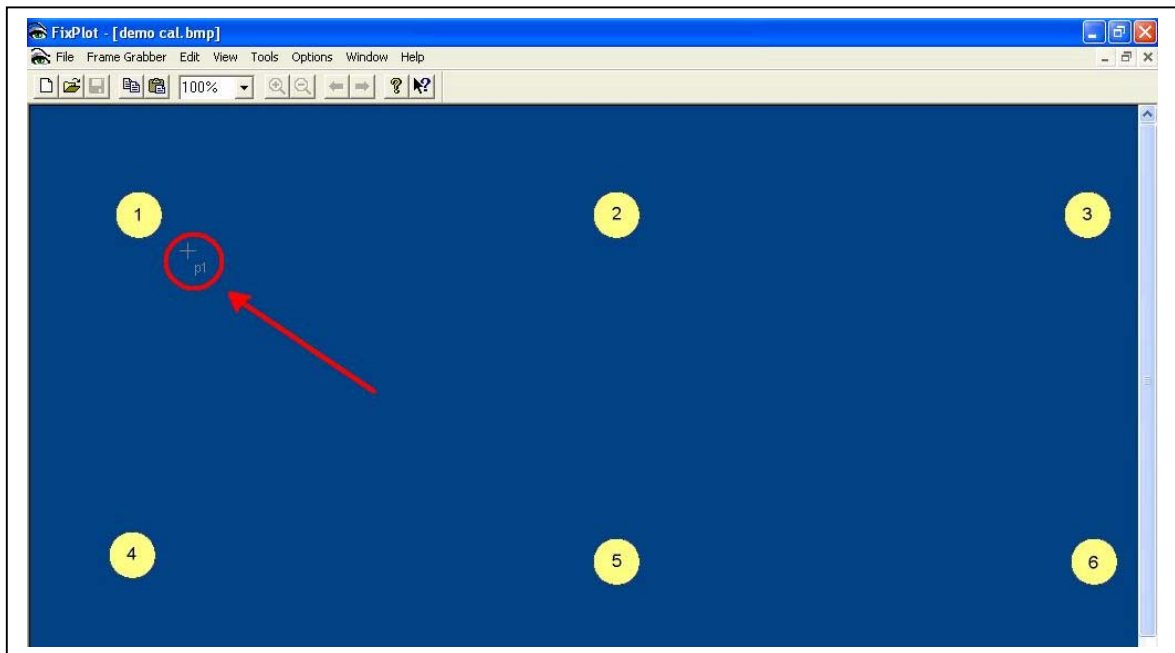 FixPlot - [demo cal.bmp]
File Frame Grabber Edit View Tools Options Window Help
100%
1 2 3
p1
4 5 6